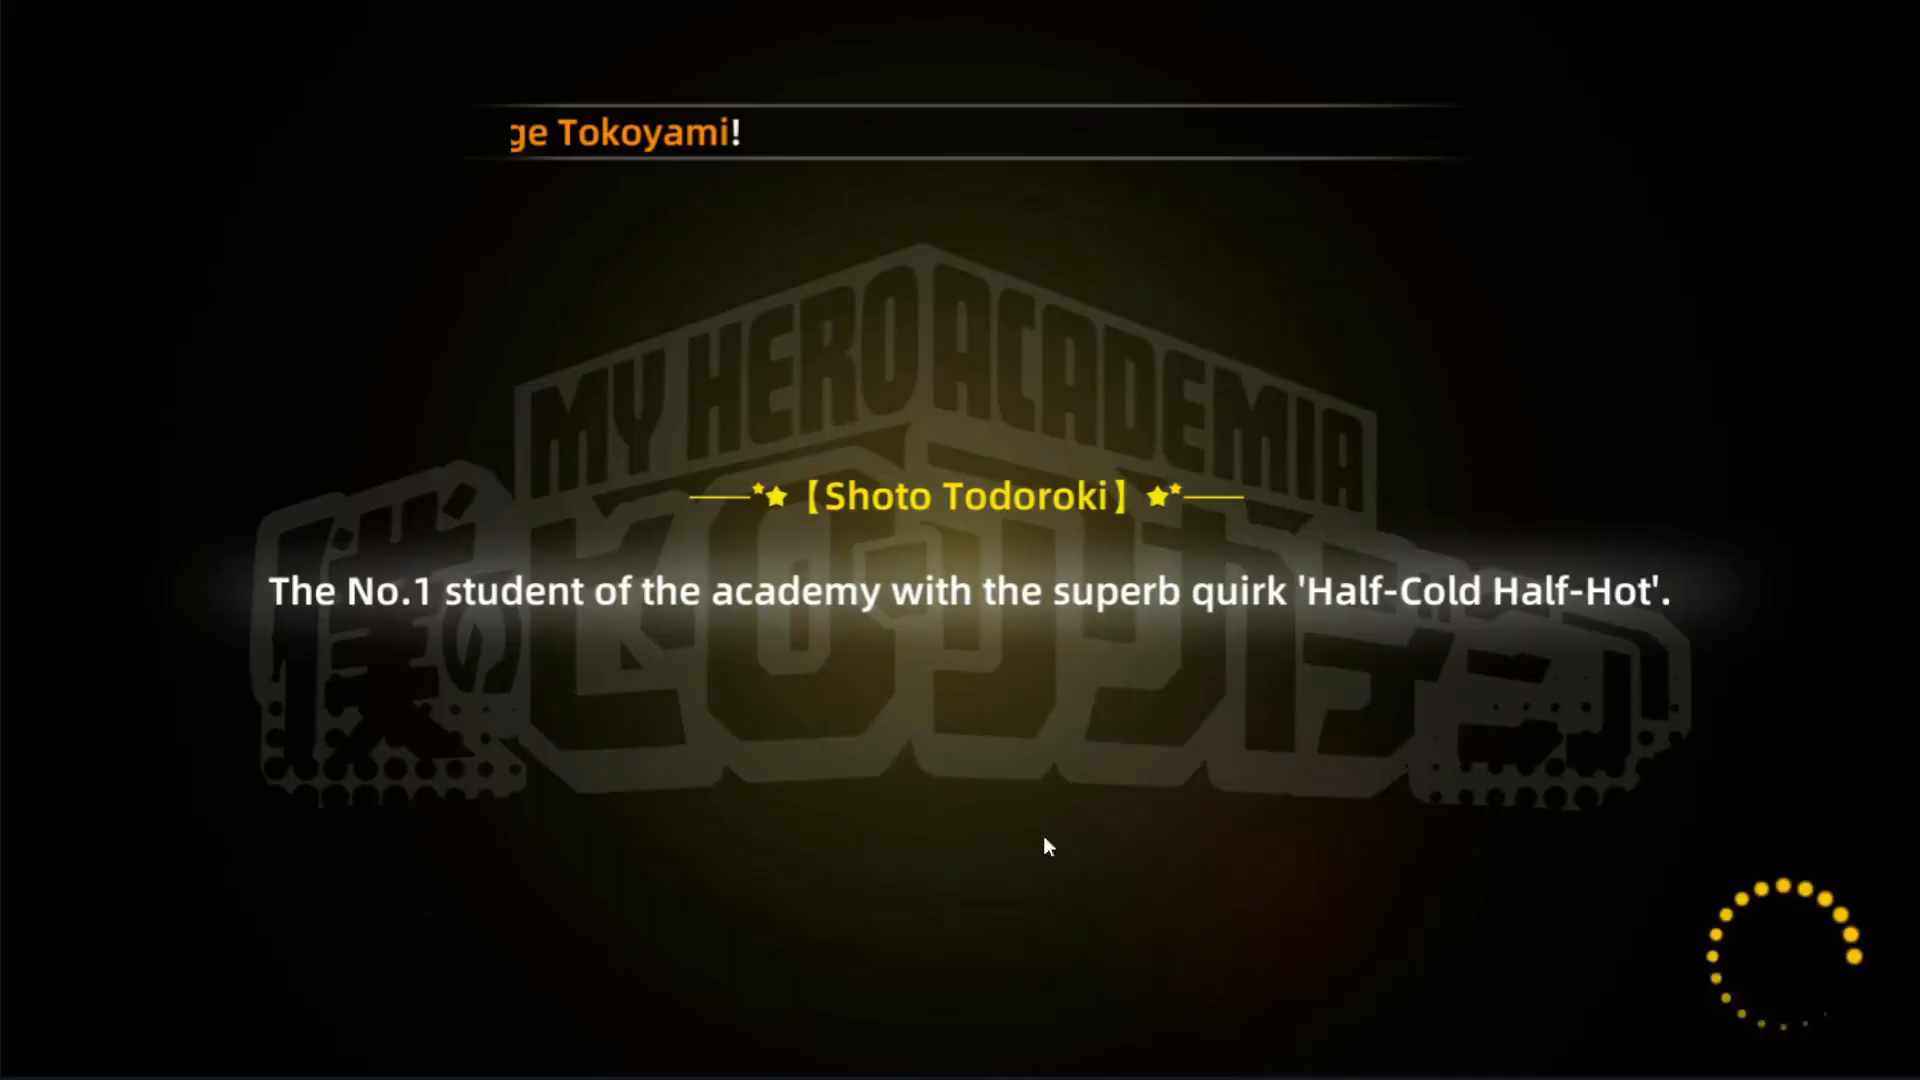 ge Tokoyami!
MY HERO ACADEMIA
【Shoto Todoroki】
The No.1 student of the academy with the superb quirk 'Half-Cold Half-Hot'.